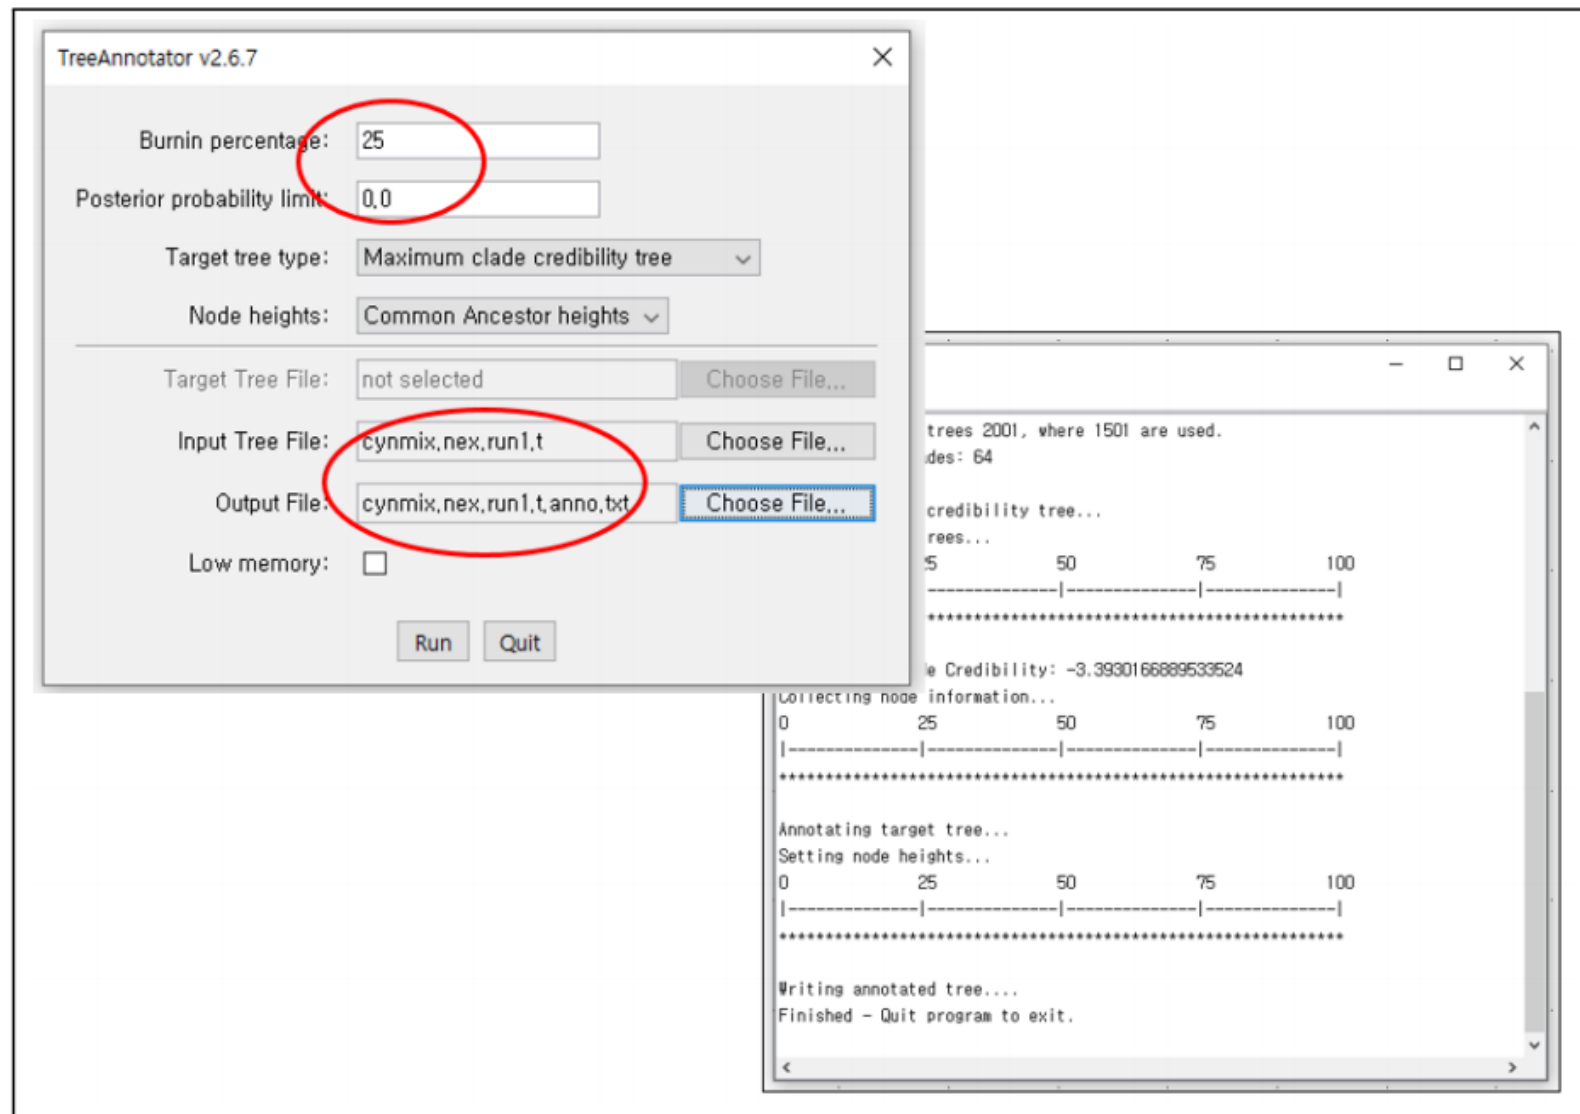 TreeAnnotator v2.6.7
Burnin percentage: 25
Posterior probability limit: 0,0
Target tree type: Maximum clade credibility tree
Node heights: Common Ancestor heights
Target Tree File: not selected Choose File,,,
Input Tree File: cynmix,nex,run1,t Choose File,,,
Output File: cynmix,nex,run1,t,anno,txt Choose File,,,
Low memory:
Run Quit
trees 2001, where 1501 are used.
des: 64
credibility tree...
rees...
25 50 75 100
--------------|--------------|--------------|
*********************************************
e Credibility: -3.3930166889533524
Collecting node information...
0 25 50 75 100
|--------------|--------------|--------------|--------------|
*************************************************************
Annotating target tree...
Setting node heights...
0 25 50 75 100
|--------------|--------------|--------------|--------------|
*************************************************************
Writing annotated tree....
Finished - Quit program to exit.